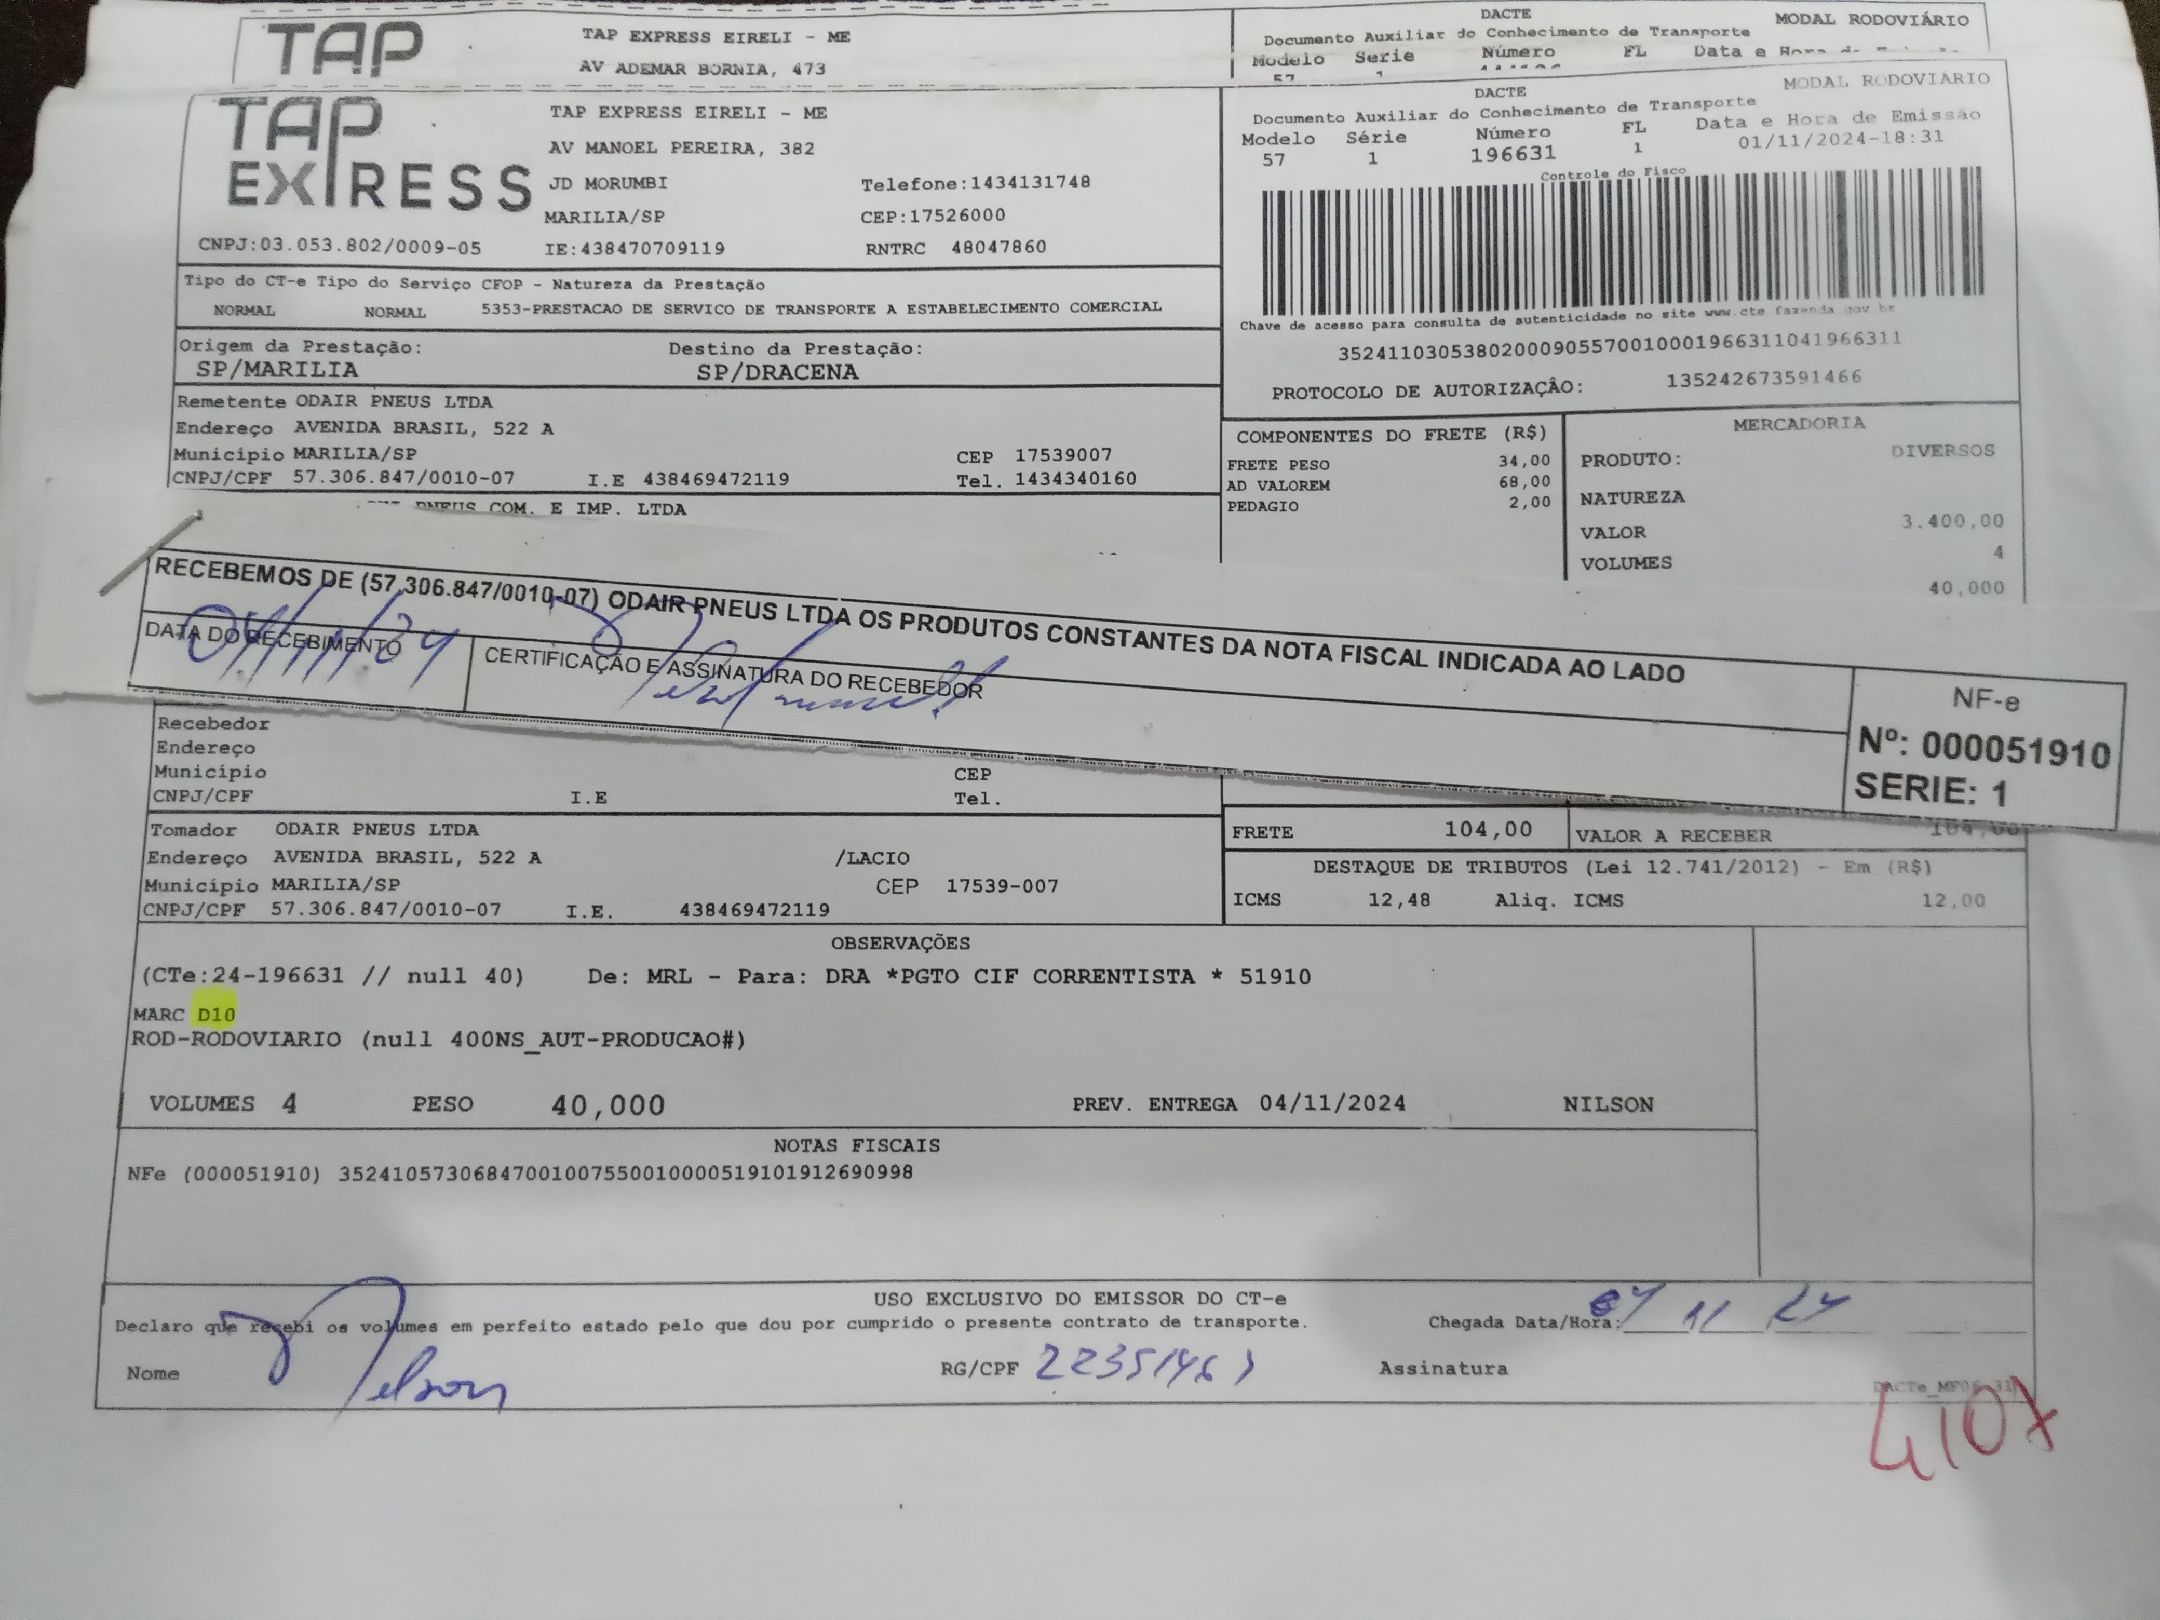 TAP
TAP EXPRESS EIRELI - ME
AV ADEMAR BORNIA, 473
DACTE
MODAL RODOVIÁRIO
Documento Auxiliar do Conhecimento de Transporte
Modelo Serie Número FL Data e Hora de
57 1
TAP EXPRESS
TAP EXPRESS EIRELI - ME
AV MANOEL PEREIRA, 382
JD MORUMBI Telefone:1434131748
MARILIA/SP CEP:17526000
CNPJ:03.053.802/0009-05 IE:438470709119 RNTRC 48047860
DACTE
MODAL RODOVIARIO
Documento Auxiliar do Conhecimento de Transporte
Modelo Série Número FL Data e Hora de Emissão
57 1 196631 1 01/11/2024-18:31
Controle do Fisco
Chave de acesso para consulta de autenticidade no site www.cte.fazenda.gov.br
35241103053802000905570010001966311041966311
PROTOCOLO DE AUTORIZAÇÂO: 135242673591466
Tipo do CT-e Tipo do Serviço CFOP - Natureza da Prestação
NORMAL NORMAL 5353-PRESTACAO DE SERVICO DE TRANSPORTE A ESTABELECIMENTO COMERCIAL
Origem da Prestação: Destino da Prestação:
SP/MARILIA SP/DRACENA
Remetente ODAIR PNEUS LTDA
Endereço AVENIDA BRASIL, 522 A
Município MARILIA/SP CEP 17539007
CNPJ/CPF 57.306.847/0010-07 I.E 438469472119 Tel. 1434340160
PNEUS COM. E IMP. LTDA
COMPONENTES DO FRETE (R$)
FRETE PESO 34,00
AD VALOREM 68,00
PEDAGIO 2,00
MERCADORIA
PRODUTO: DIVERSOS
NATUREZA
VALOR 3.400,00
VOLUMES 4
40,000
RECEBEMOS DE (57.306.847/0010-07) ODAIR PNEUS LTDA OS PRODUTOS CONSTANTES DA NOTA FISCAL INDICADA AO LADO
DATA DO RECEBIMENTO CERTIFICAÇÃO E ASSINATURA DO RECEBEDOR
04/11/24
NF-e
Nº: 000051910
SERIE: 1
Recebedor
Endereço
Município CEP
CNPJ/CPF I.E Tel.
Tomador ODAIR PNEUS LTDA
Endereço AVENIDA BRASIL, 522 A /LACIO
Município MARILIA/SP CEP 17539-007
CNPJ/CPF 57.306.847/0010-07 I.E. 438469472119
FRETE 104,00 VALOR A RECEBER 104,00
DESTAQUE DE TRIBUTOS (Lei 12.741/2012) - Em (R$)
ICMS 12,48 Aliq. ICMS 12,00
OBSERVAÇÕES
(CTe:24-196631 // null 40) De: MRL - Para: DRA *PGTO CIF CORRENTISTA * 51910
MARC D10
ROD-RODOVIARIO (null 400NS_AUT-PRODUCAO#)
VOLUMES 4 PESO 40,000 PREV. ENTREGA 04/11/2024 NILSON
NOTAS FISCAIS
NFe (000051910) 35241057306847001007550010000519101912690998
USO EXCLUSIVO DO EMISSOR DO CT-e
Declaro que recebi os volumes em perfeito estado pelo que dou por cumprido o presente contrato de transporte. Chegada Data/Hora: 04 11 24
Nome RG/CPF Assinatura
4107